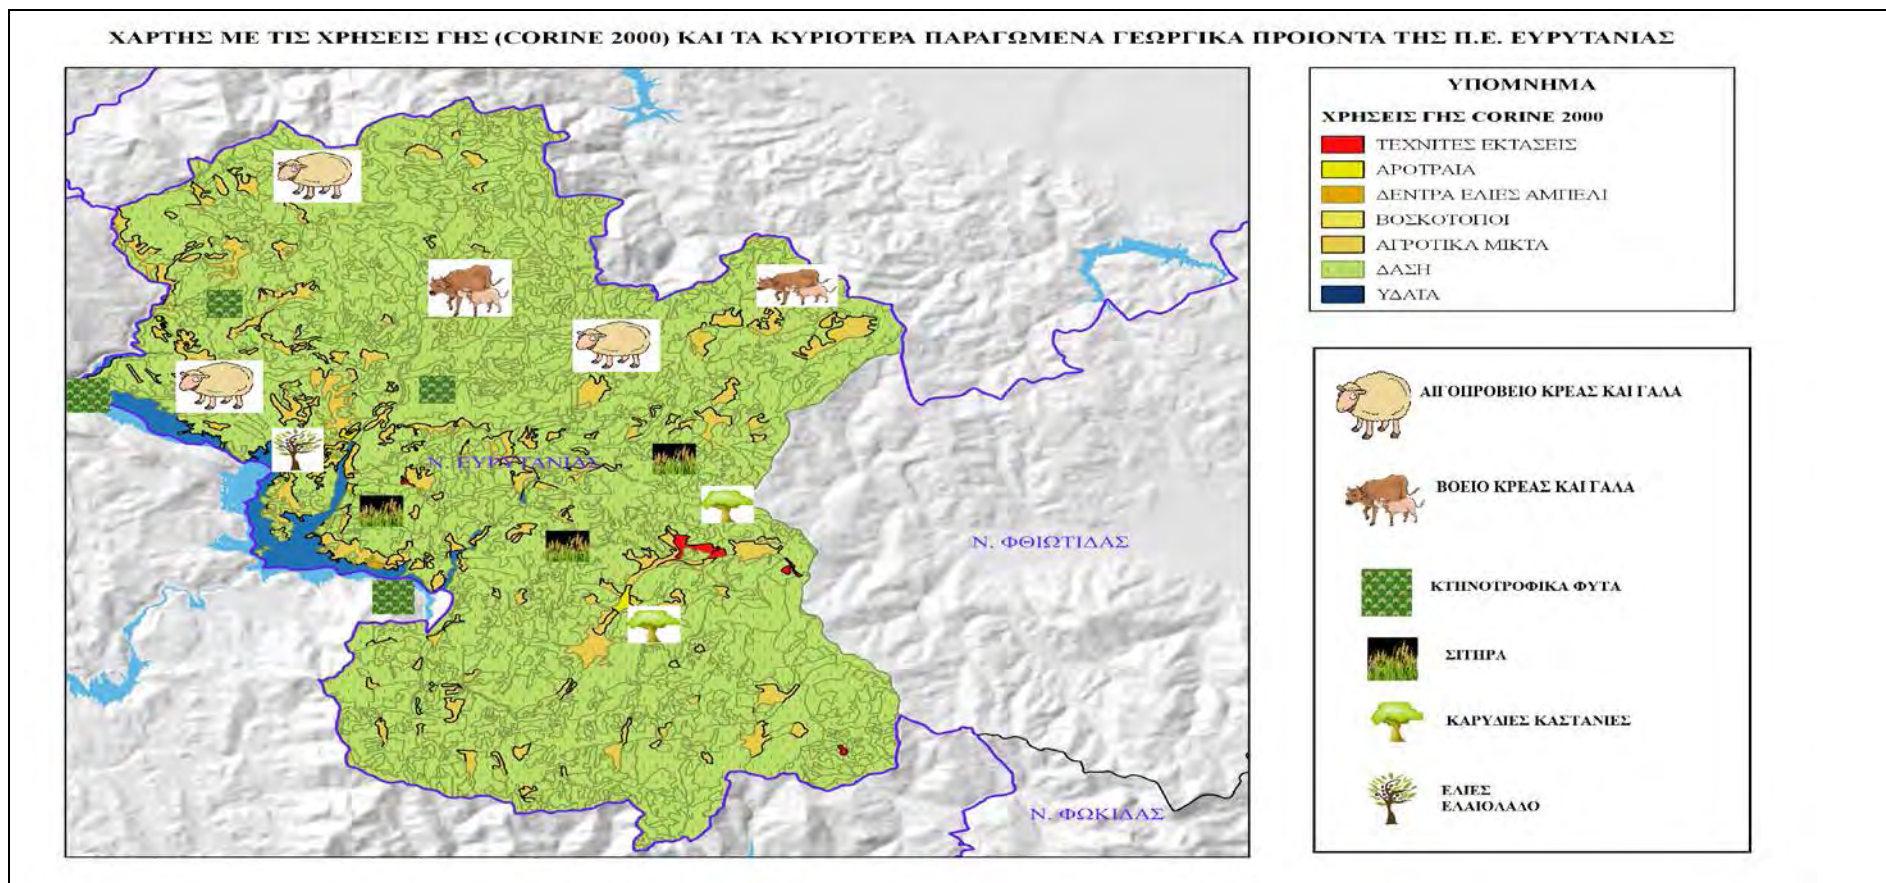 ΧΑΡΤΗΣ ΜΕ ΤΙΣ ΧΡΗΣΕΙΣ ΓΗΣ (CORINE 2000) ΚΑΙ ΤΑ ΚΥΡΙΟΤΕΡΑ ΠΑΡΑΓΩΜΕΝΑ ΓΕΩΡΓΙΚΑ ΠΡΟΙΟΝΤΑ ΤΗΣ Π.Ε. ΕΥΡΥΤΑΝΙΑΣ
Ν. ΕΥΡΥΤΑΝΙΑΣ
Ν. ΦΘΙΩΤΙΔΑΣ
Ν. ΦΩΚΙΔΑΣ
ΥΠΟΜΝΗΜΑ
ΧΡΗΣΕΙΣ ΓΗΣ CORINE 2000
ΤΕΧΝΙΤΕΣ ΕΚΤΑΣΕΙΣ
ΑΡΟΤΡΑΙΑ
ΔΕΝΤΡΑ ΕΛΙΕΣ ΑΜΠΕΛΙ
ΒΟΣΚΟΤΟΠΟΙ
ΑΓΡΟΤΙΚΑ ΜΙΚΤΑ
ΔΑΣΗ
ΥΔΑΤΑ
ΑΙΓΟΠΡΟΒΕΙΟ ΚΡΕΑΣ ΚΑΙ ΓΑΛΑ
ΒΟΕΙΟ ΚΡΕΑΣ ΚΑΙ ΓΑΛΑ
ΚΤΗΝΟΤΡΟΦΙΚΑ ΦΥΤΑ
ΣΙΤΗΡΑ
ΚΑΡΥΔΙΕΣ ΚΑΣΤΑΝΙΕΣ
ΕΛΙΕΣ
ΕΛΑΙΟΛΑΔΟ